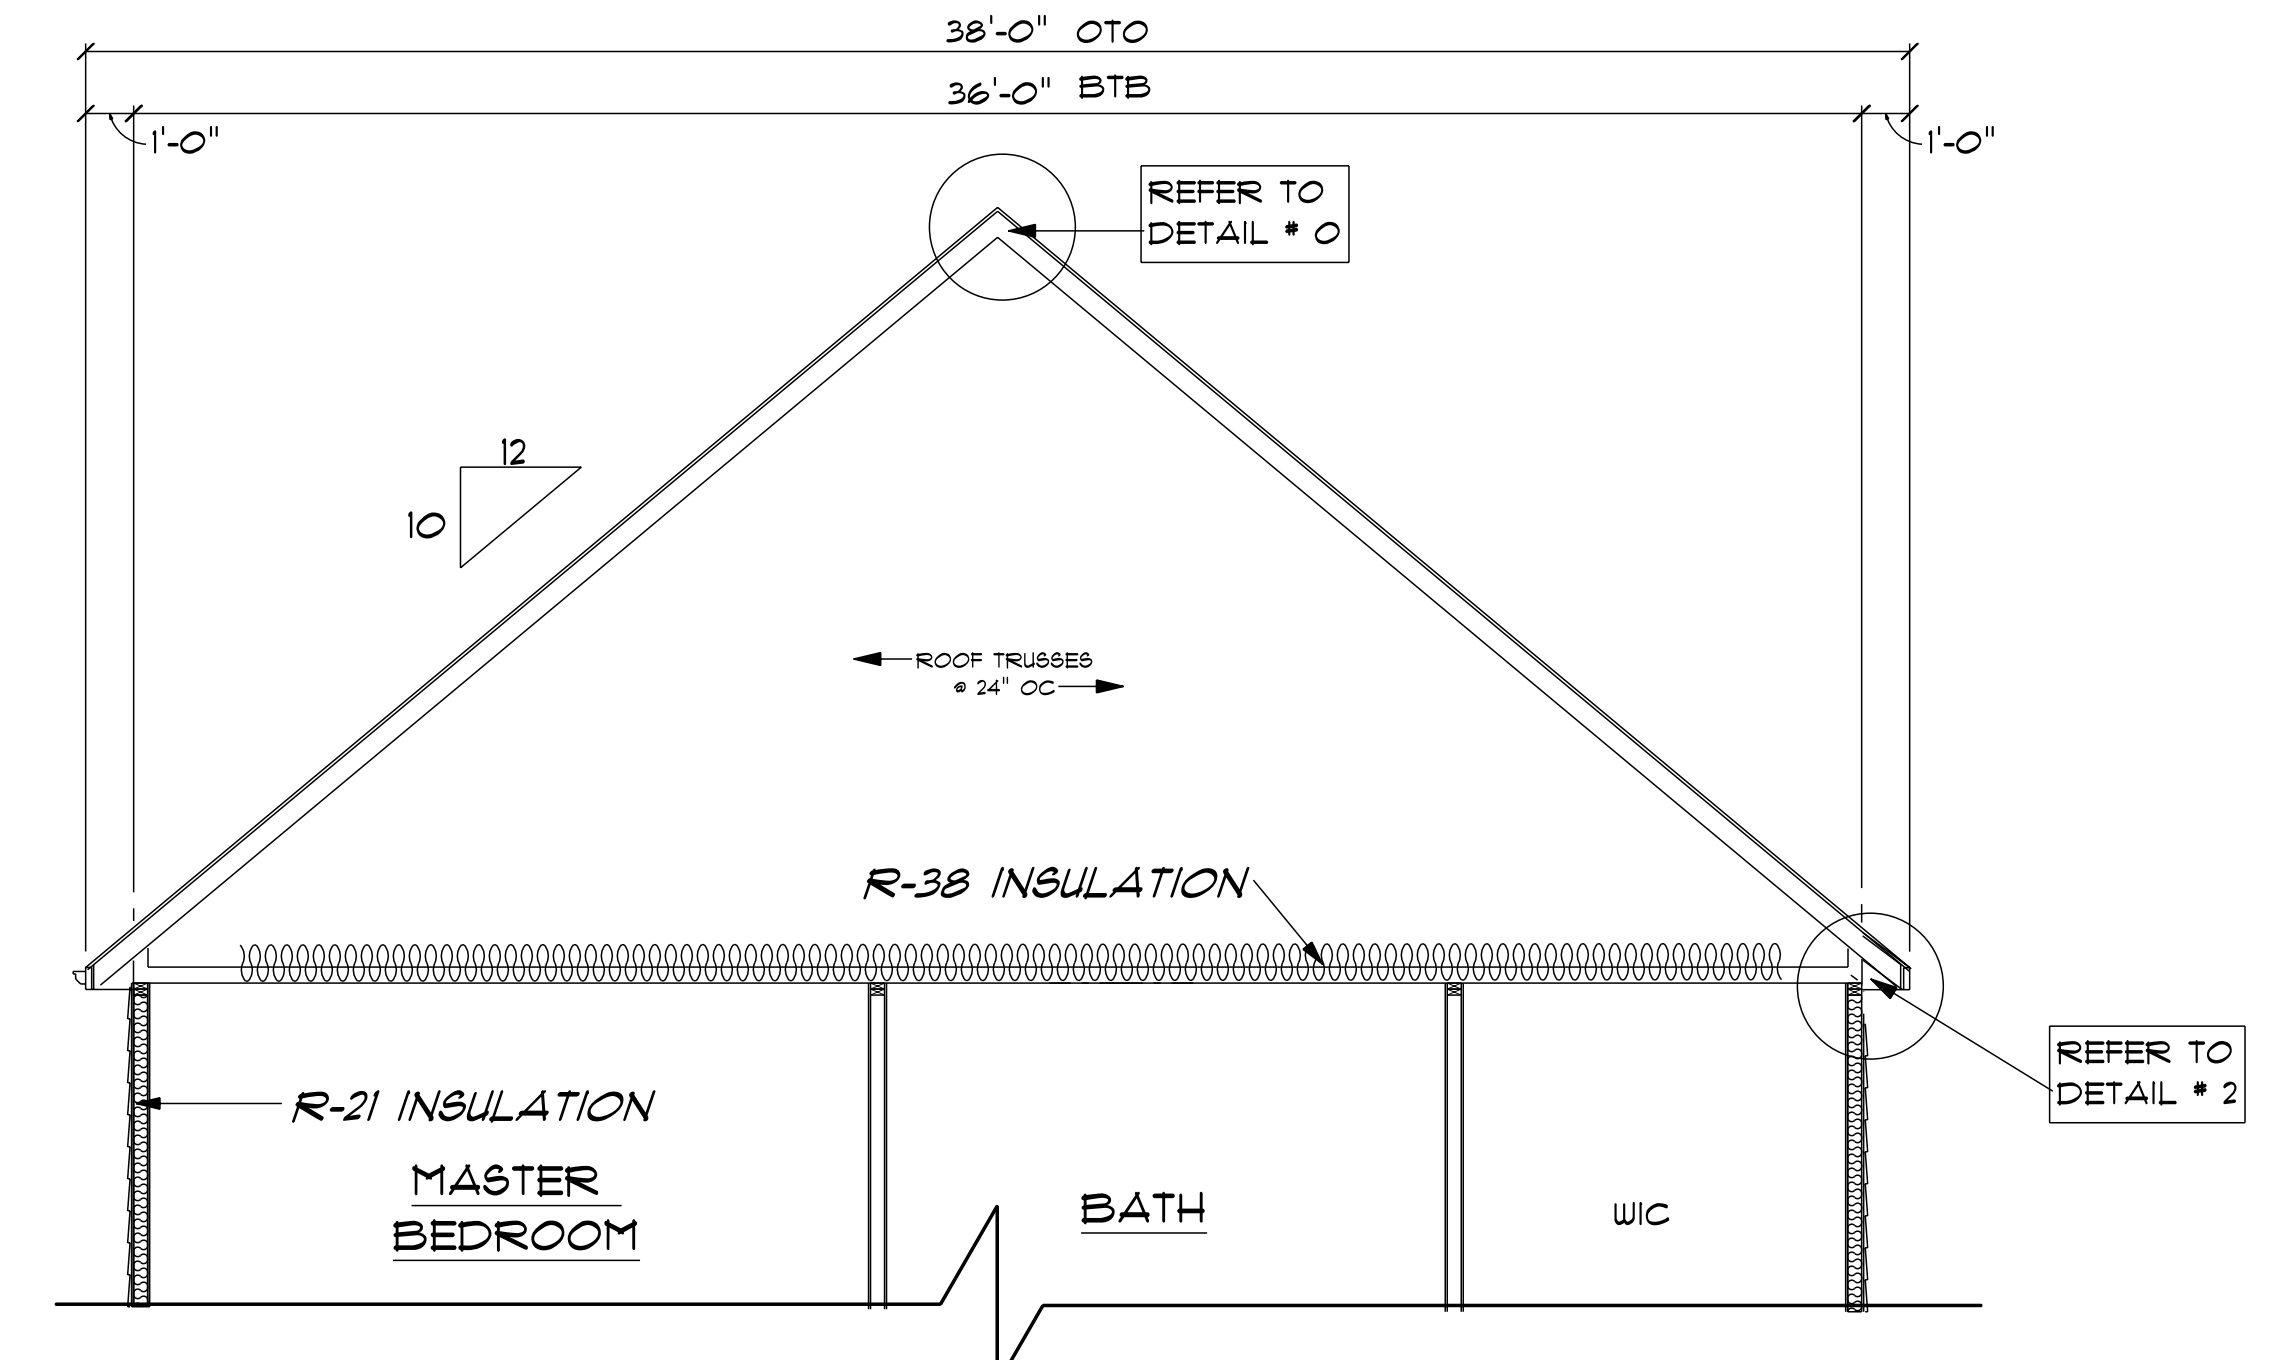 38'-0" OTO
36'-0" BTB
1'-0"
1'-0"
REFER TO
DETAIL # 0
12
10
ROOF TRUSSES
@ 24" OC
R-38 INSULATION
REFER TO
DETAIL # 2
R-21 INSULATION
MASTER
BEDROOM
BATH
WIC